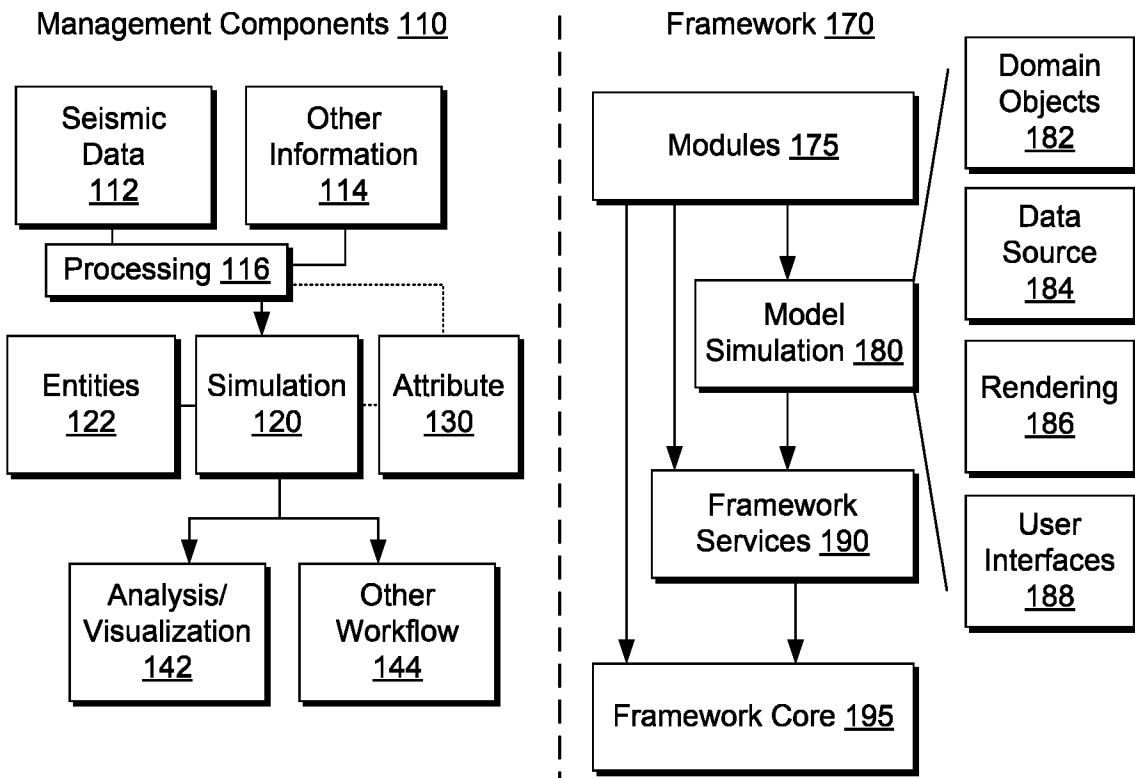 Management Components 110
Seismic
Data
112
Other
Information
114
Processing 116
Entities
122
Simulation
120
Attribute
130
Analysis/
Visualization
142
Other
Workflow
144
Framework 170
Modules 175
Model
Simulation 180
Framework
Services 190
Framework Core 195
Domain
Objects
182
Data
Source
184
Rendering
186
User
Interfaces
188